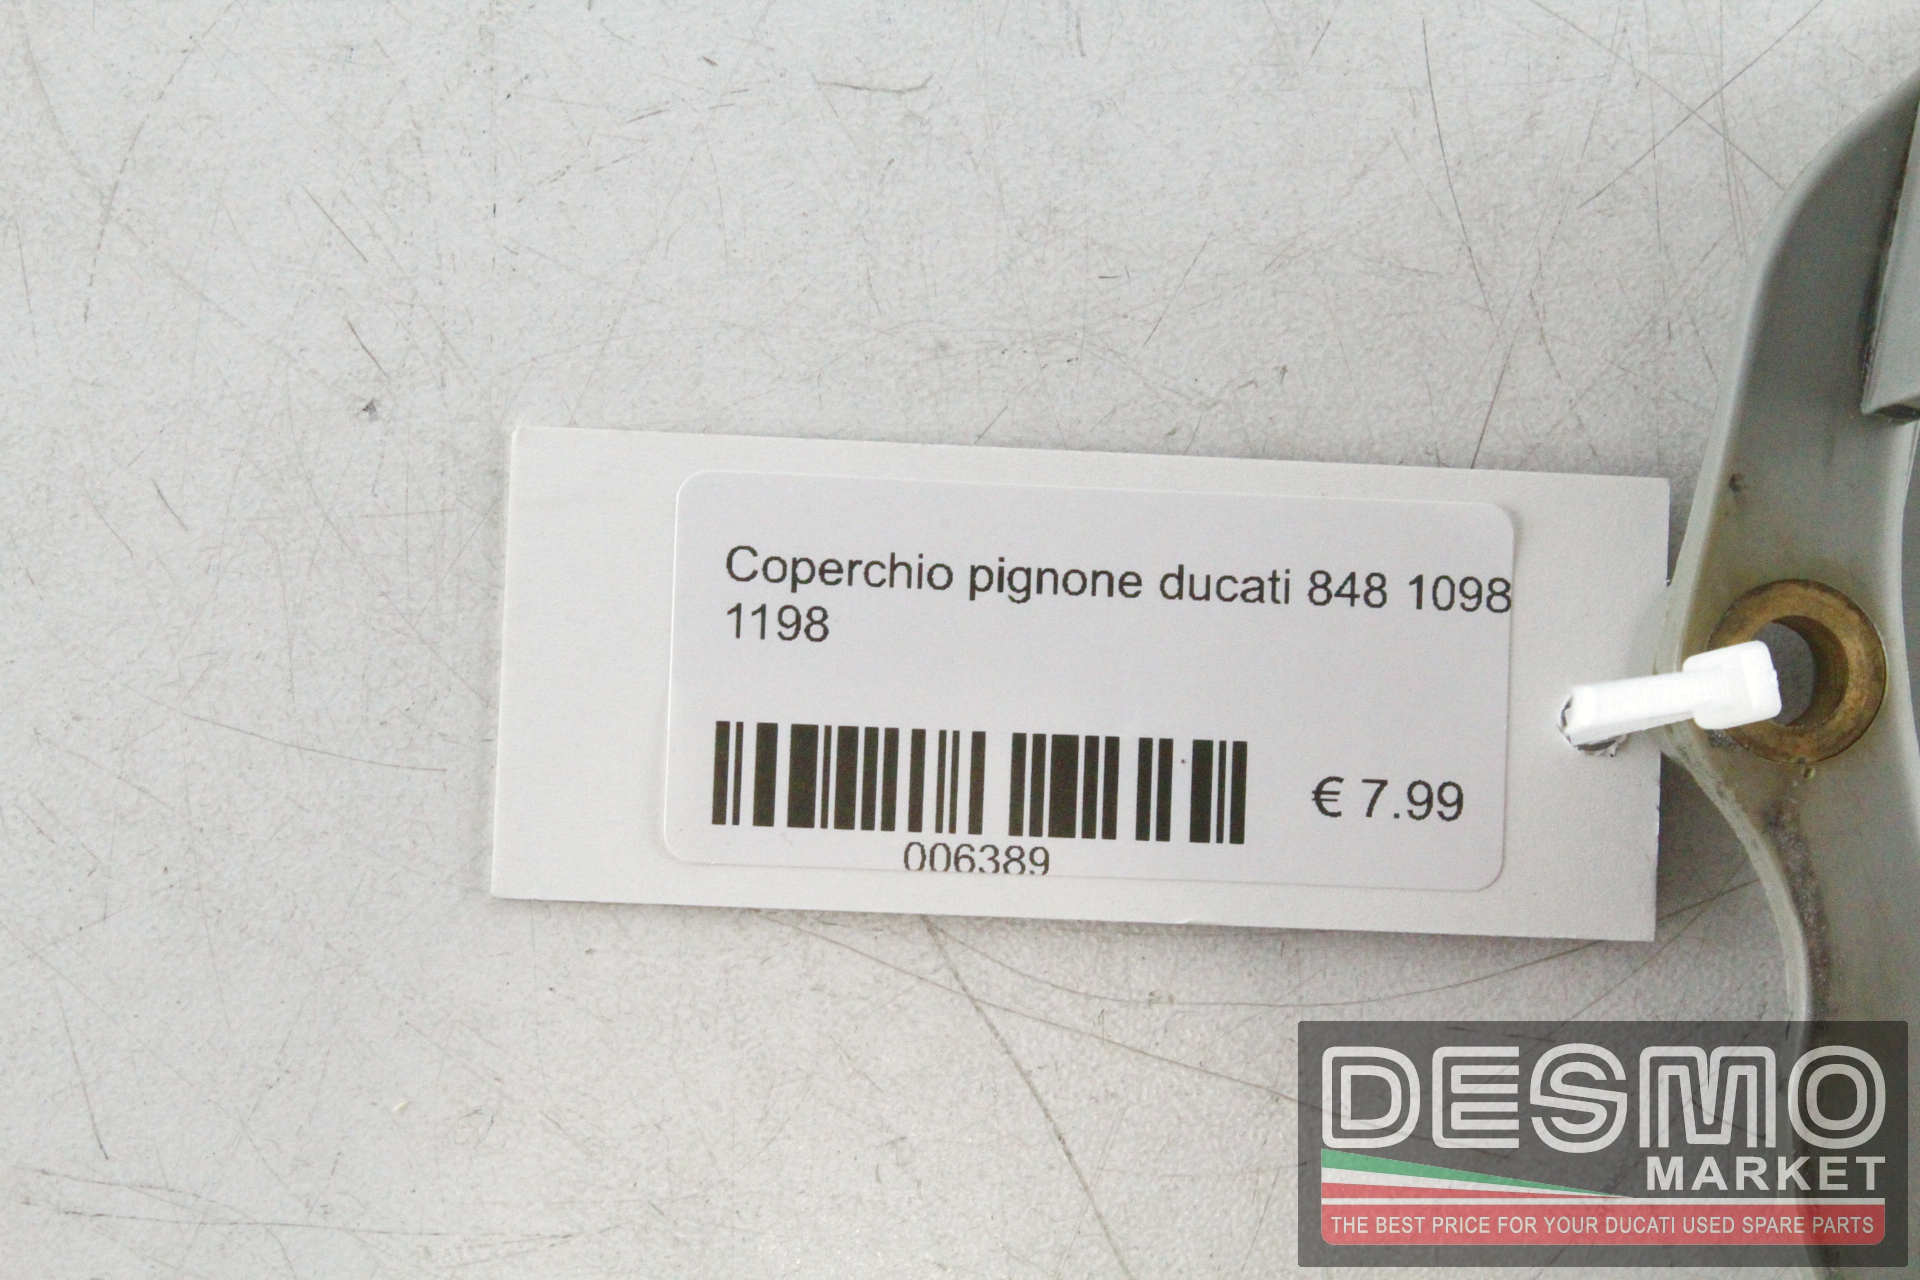 Coperchio pignone ducati 848 1098
1198
€ 7.99
006389
DESMO
MARKET
THE BEST PRICE FOR YOUR DUCATI USED SPARE PARTS